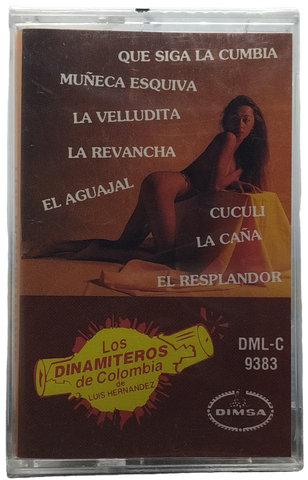 QUE SIGA LA CUMBIA
MUÑECA ESQUIVA
LA VELLUDITA
LA REVANCHA
EL AGUAJAL
CUCULI
LA CAÑA
EL RESPLANDOR
Los
DINAMITEROS
de Colombia
de
LUIS HERNANDEZ
DML-C
9383
DIMSA